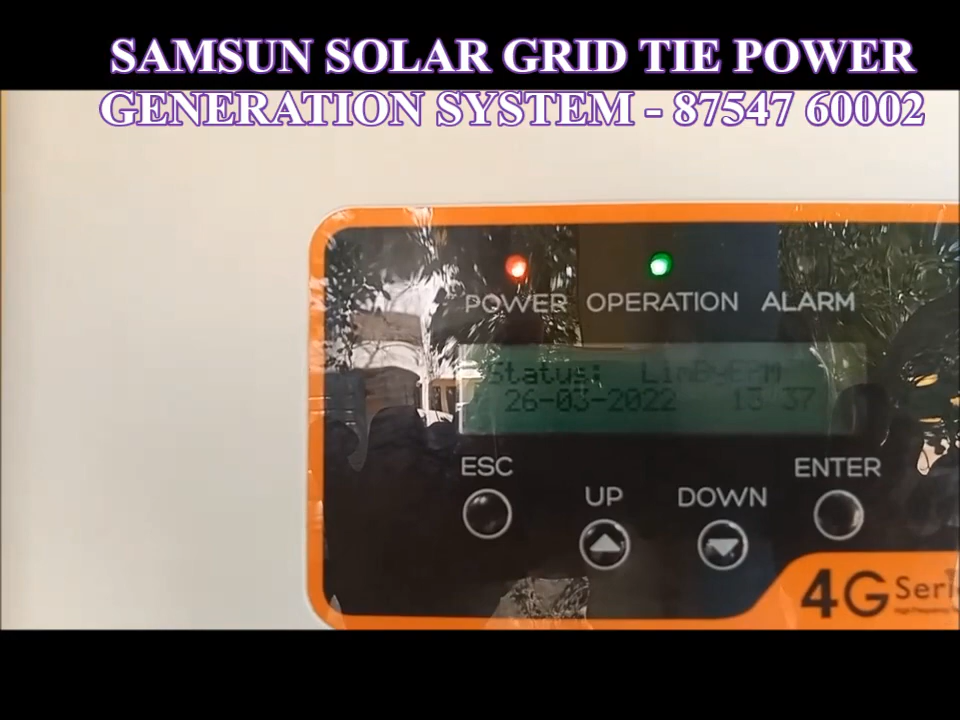 SAMSUN SOLAR GRID TIE POWER
GENERATION SYSTEM - 87547 60002
POWER OPERATION ALARM
Status: LimByEPM
26-03-2022 13 37
ESC ENTER
UP DOWN
4G